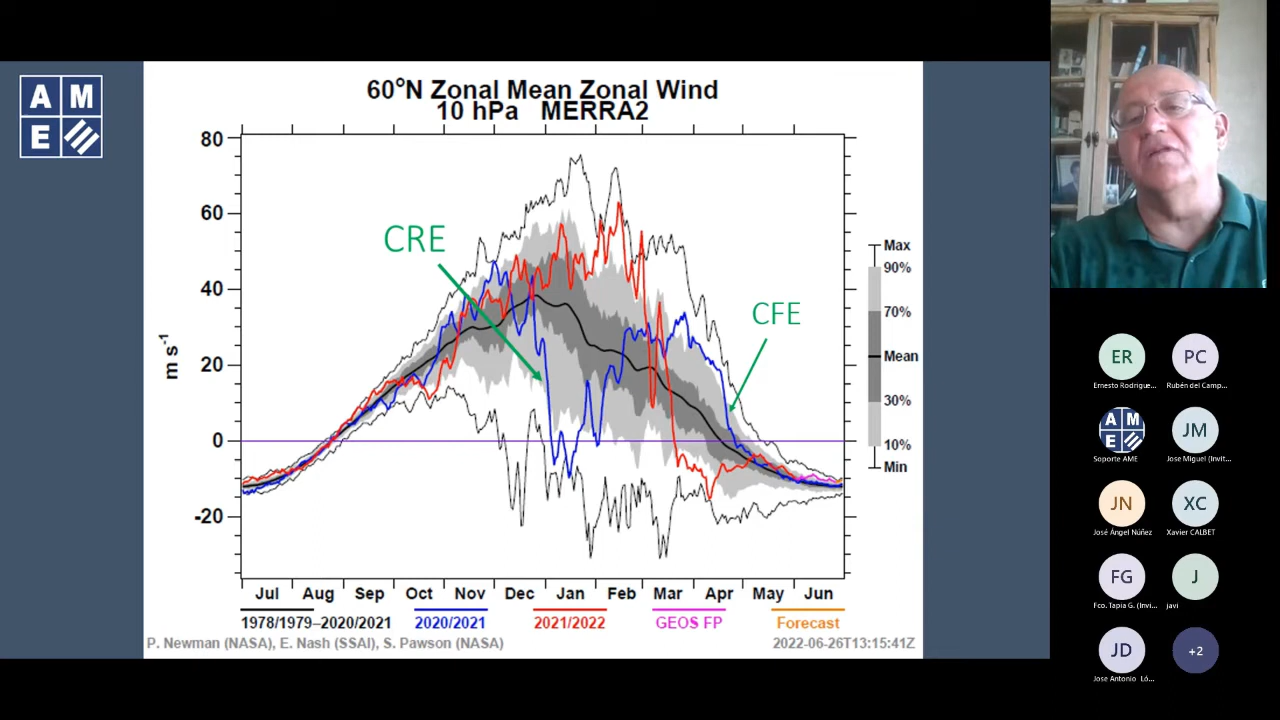 A M
E
60°N Zonal Mean Zonal Wind
10 hPa MERRA2
80
60
40
20
0
-20
m s⁻¹
CRE
CFE
Max
90%
70%
Mean
30%
10%
Min
Jul Aug Sep Oct Nov Dec Jan Feb Mar Apr May Jun
1978/1979–2020/2021 2020/2021 2021/2022 GEOS FP Forecast
P. Newman (NASA), E. Nash (SSAI), S. Pawson (NASA) 2022-06-26T13:15:41Z
ER PC
Ernesto Rodrigue... Rubén del Camp...
A M
E
JM
Soporte AME Jose Miguel (Invit...
JN XC
José Ángel Núñez Xavier CALBET
FG J
Fco. Tapia G. (Invi... javi
JD +2
Jose Antonio Ló...